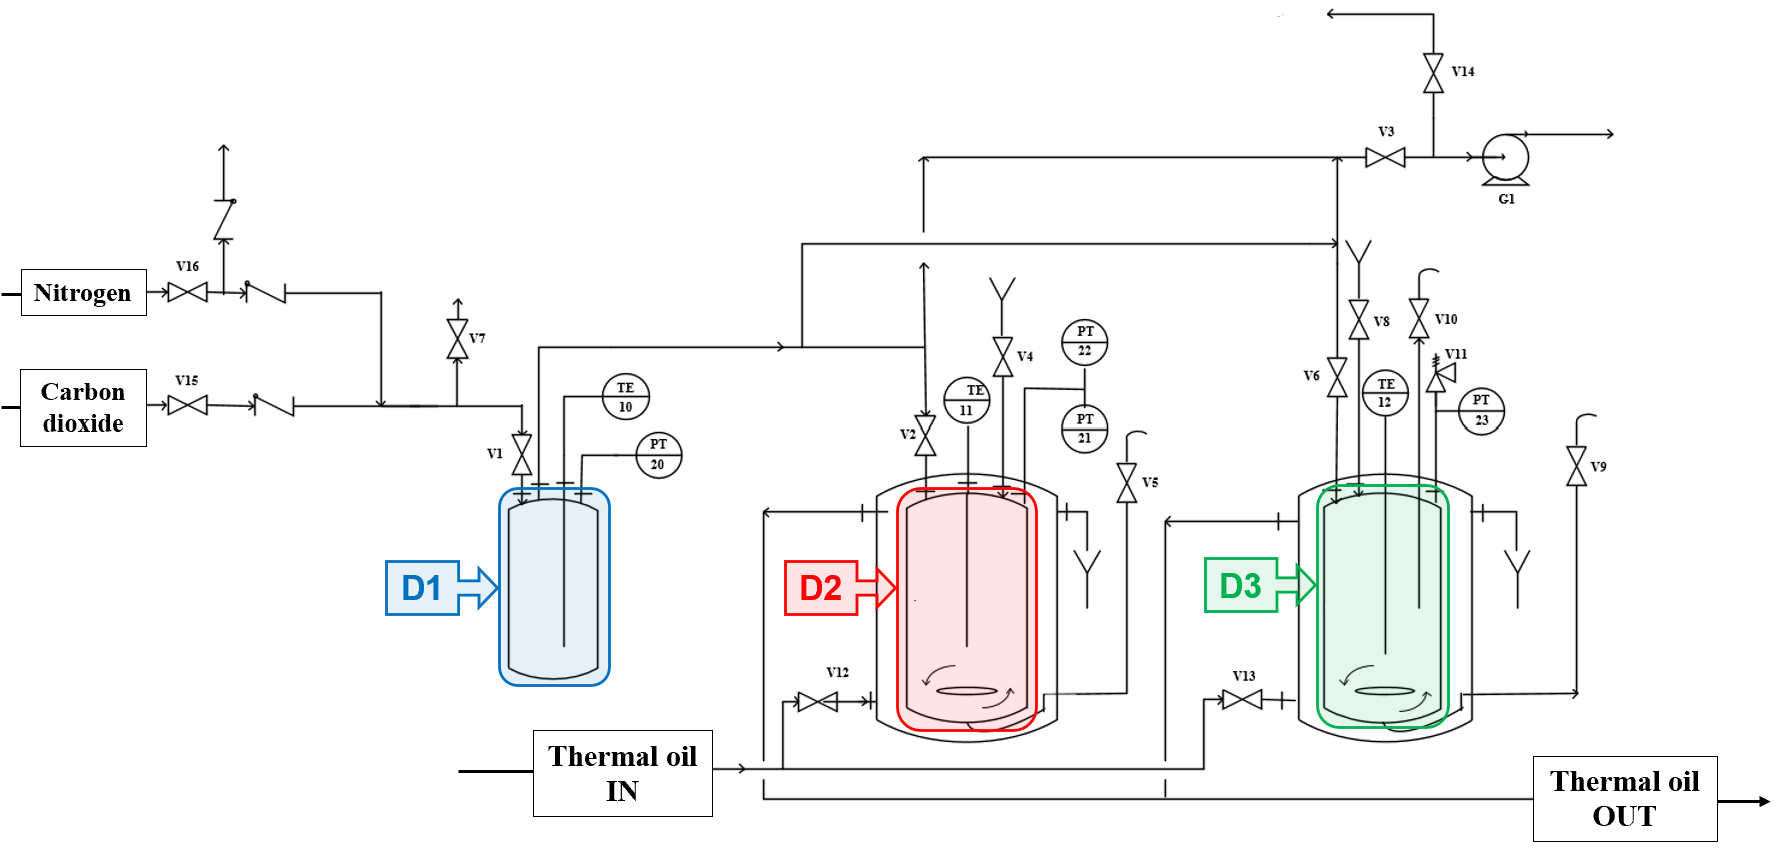 V14
V3
G1
V16
Nitrogen
V7
V8
V10
V15
Carbon
dioxide
PT
22
V4
V11
V6
TE
10
TE
11
TE
12
PT
23
V2
PT
21
V1
PT
20
V5
V9
D1
D2
D3
V12
V13
Thermal oil
IN
Thermal oil
OUT